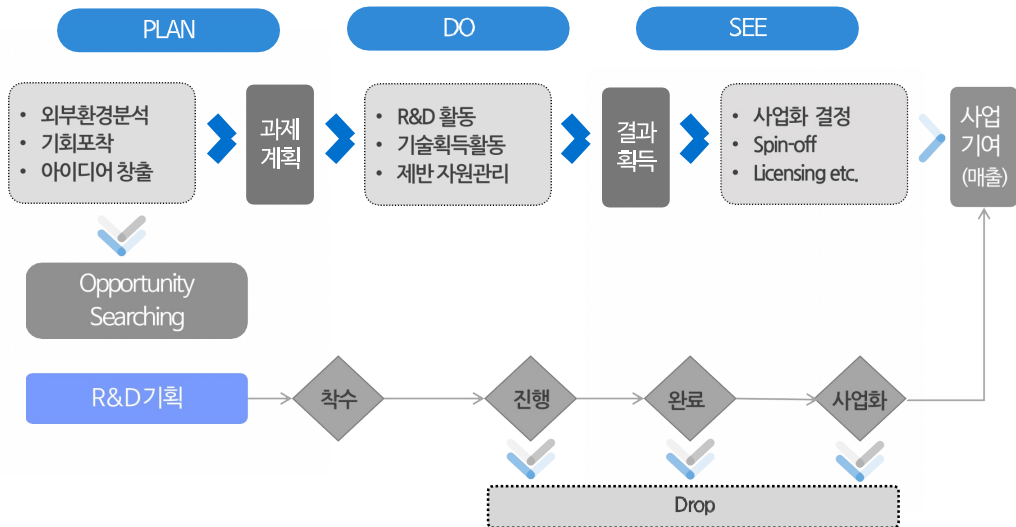 PLAN
DO
SEE
• 외부환경분석
• 기회포착
• 아이디어 창출
과제
계획
• R&D 활동
• 기술획득활동
• 제반 자원관리
결과
획득
• 사업화 결정
• Spin-off
• Licensing etc.
사업
기여
(매출)
Opportunity
Searching
R&D기획
착수
진행
완료
사업화
Drop